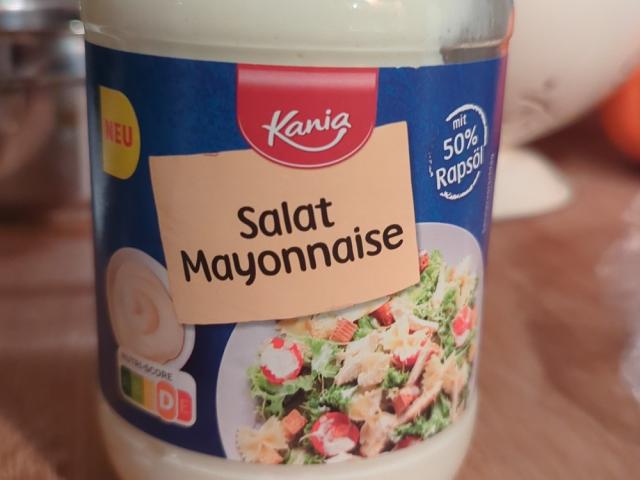 Kania
NEU
mit
50%
Rapsöl
Salat
Mayonnaise
NUTRI-SCORE
D E